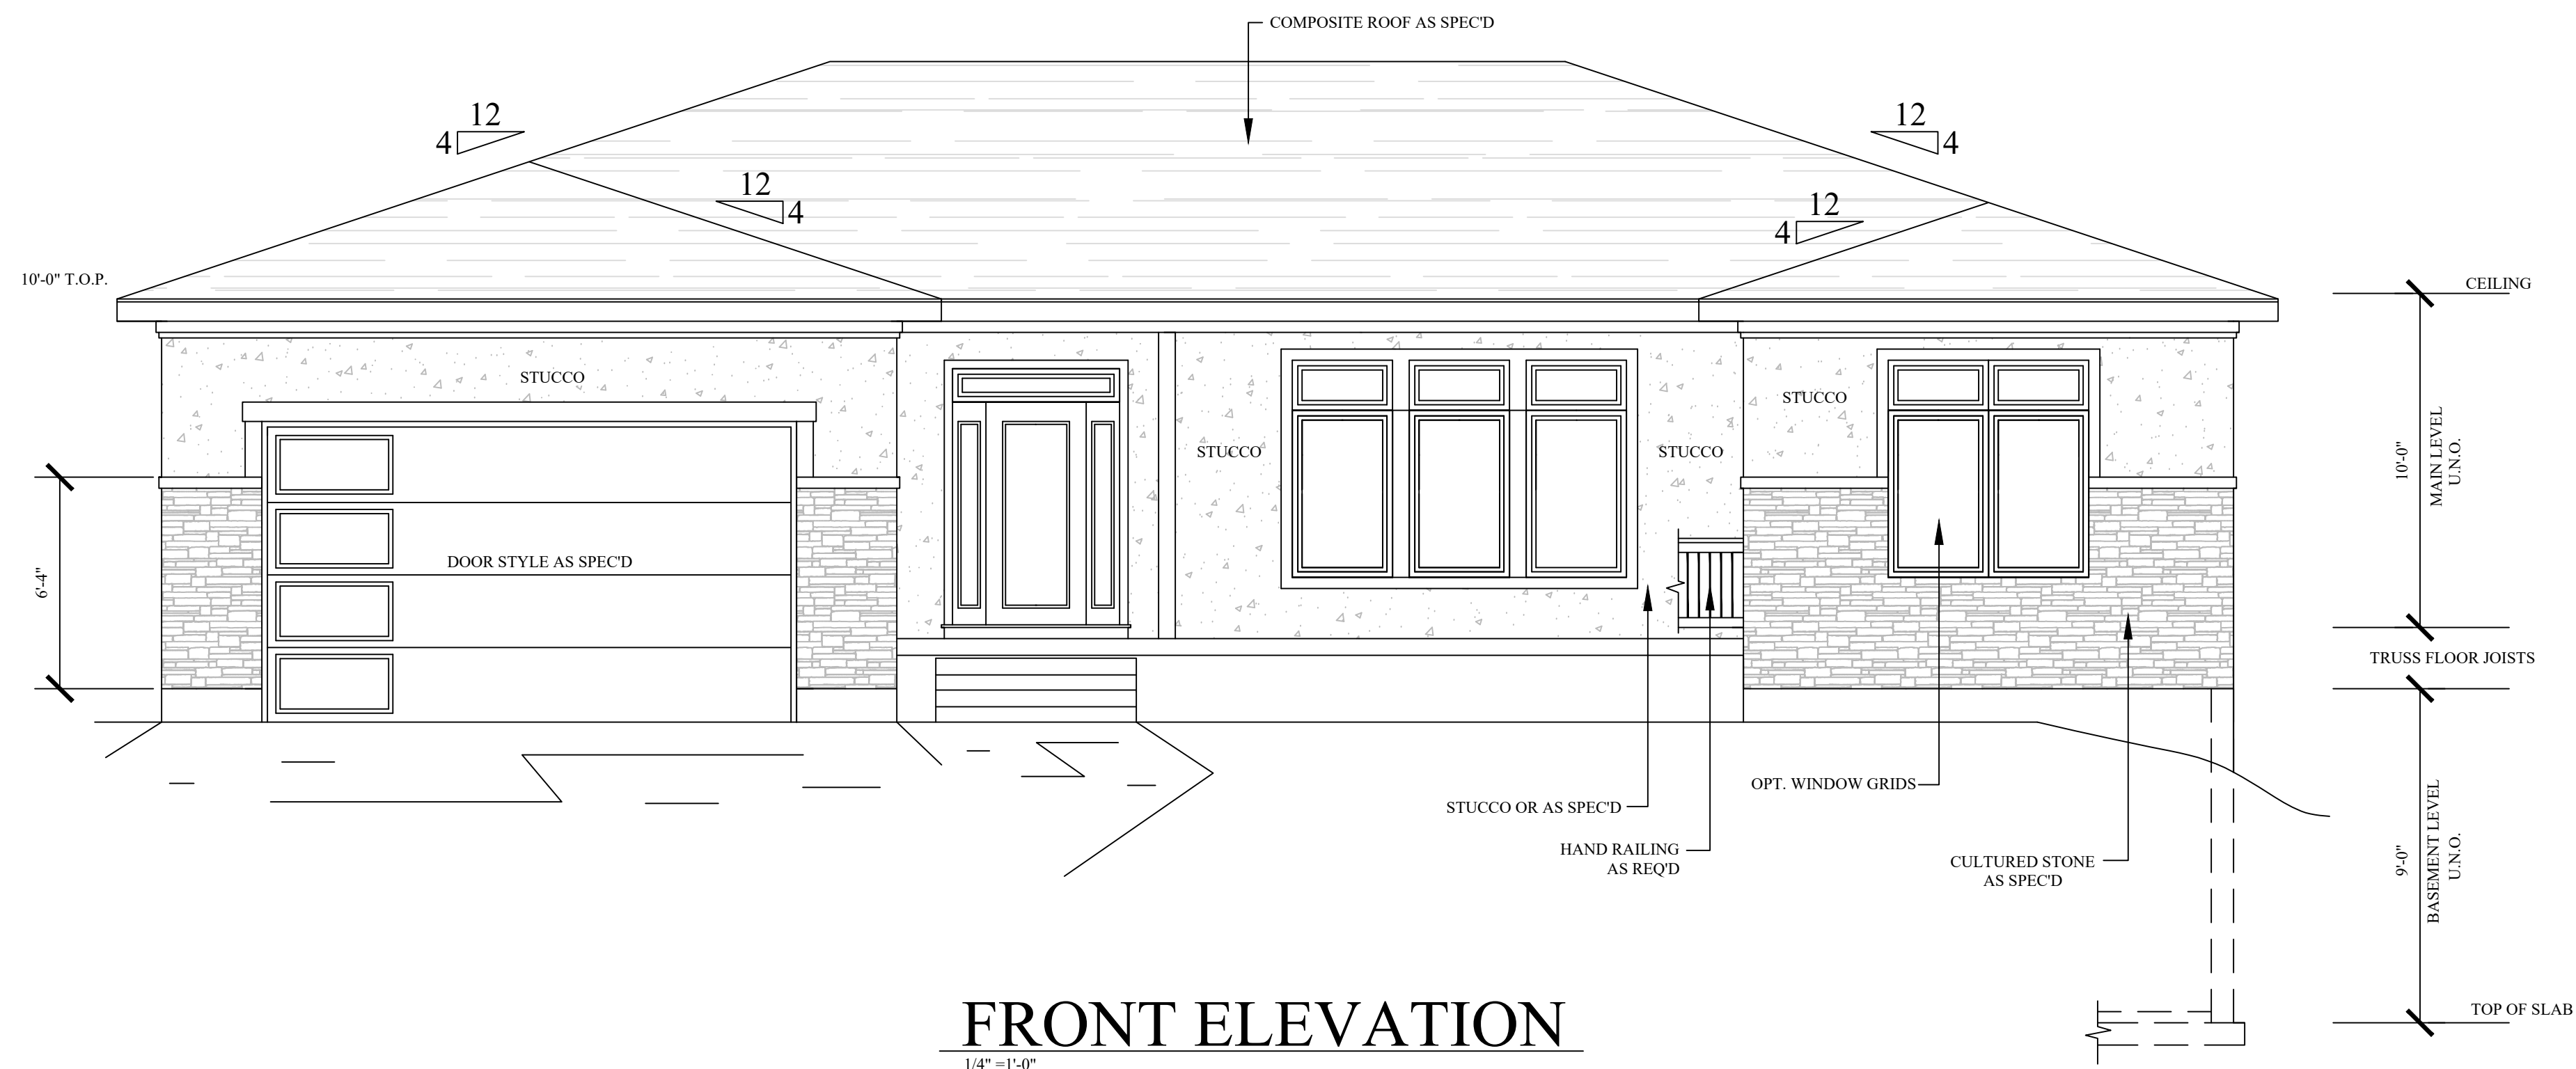 COMPOSITE ROOF AS SPEC'D
12
4
12
4
12
4
12
4
10'-0" T.O.P.
CEILING
STUCCO
STUCCO
STUCCO
STUCCO
10'-0"
MAIN LEVEL
U.N.O.
6'-4"
DOOR STYLE AS SPEC'D
TRUSS FLOOR JOISTS
OPT. WINDOW GRIDS
STUCCO OR AS SPEC'D
HAND RAILING
AS REQ'D
CULTURED STONE
AS SPEC'D
9'-0"
BASEMENT LEVEL
U.N.O.
TOP OF SLAB
FRONT ELEVATION
1/4" =1'-0"